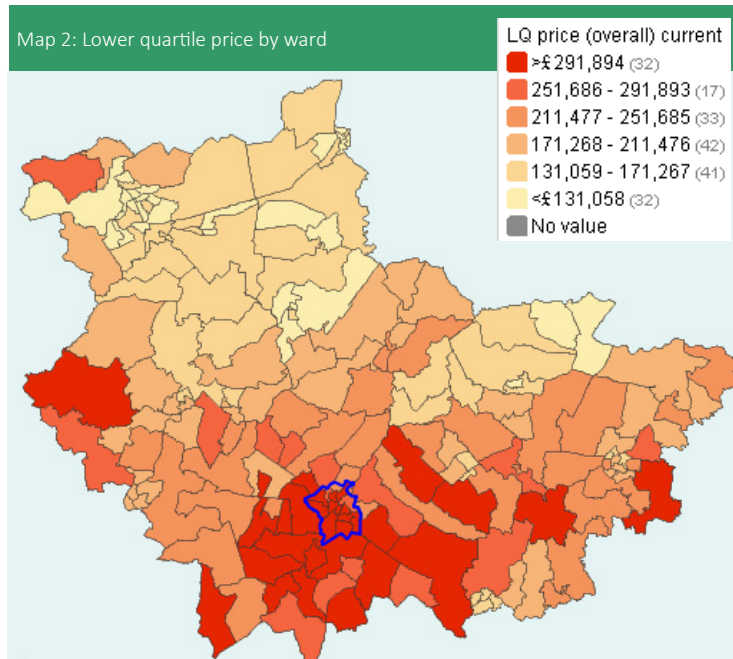 Map 2: Lower quartile price by ward
LQ price (overall) current
>£291,894 (32)
251,686 - 291,893 (17)
211,477 - 251,685 (33)
171,268 - 211,476 (42)
131,059 - 171,267 (41)
<£131,058 (32)
No value